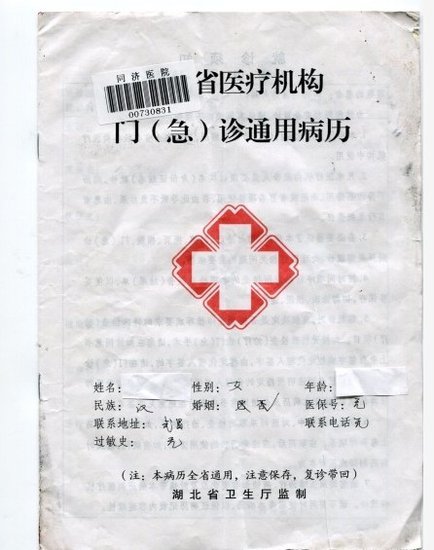 同济医院
00730831
省医疗机构
门（急）诊通用病历
姓名： 性别：女 年龄：
民族：汉 婚姻： 医保号：无
联系地址： 联系电话：无
过敏史：无
（注：本病历全省通用，注意保存，复诊带回）
湖北省卫生厅监制